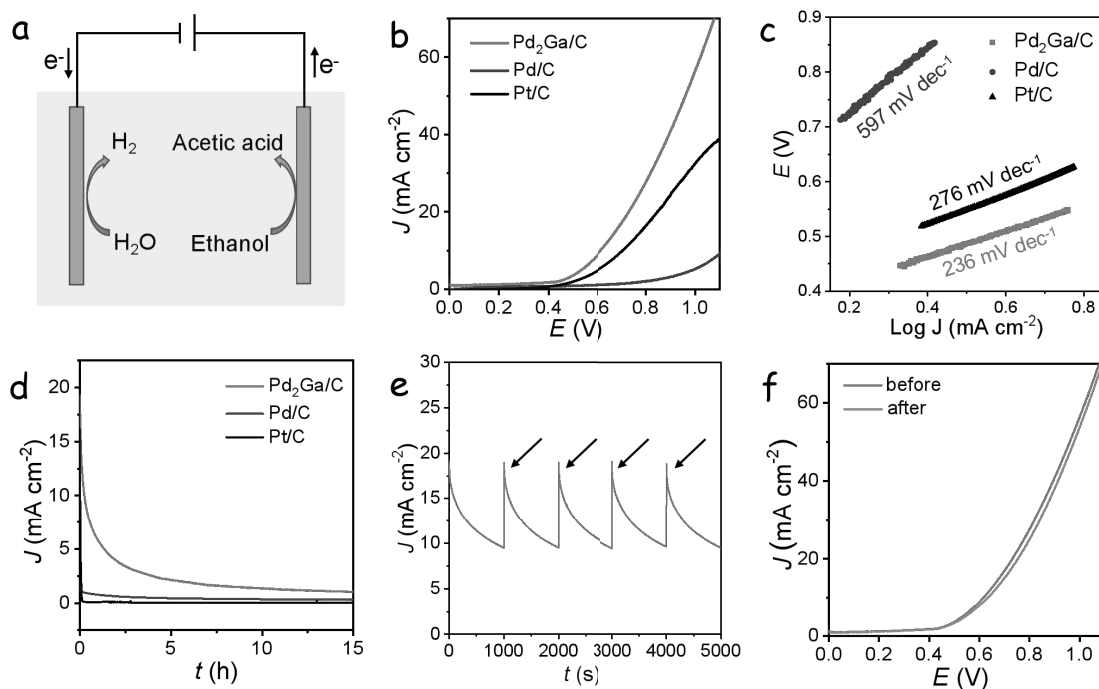 a
e⁻
e⁻
H₂
Acetic acid
H₂O
Ethanol
b
Pd₂Ga/C
Pd/C
Pt/C
60
40
20
0
J (mA cm⁻²)
0.0 0.2 0.4 0.6 0.8 1.0
E (V)
c
Pd₂Ga/C
Pd/C
Pt/C
597 mV dec⁻¹
276 mV dec⁻¹
236 mV dec⁻¹
0.9
0.8
0.7
0.6
0.5
0.4
E (V)
0.2 0.4 0.6 0.8
Log J (mA cm⁻²)
d
Pd₂Ga/C
Pd/C
Pt/C
20
15
10
5
0
J (mA cm⁻²)
0 5 10 15
t (h)
e
30
25
20
15
10
5
0
J (mA cm⁻²)
0 1000 2000 3000 4000 5000
t (s)
f
before
after
60
40
20
0
J (mA cm⁻²)
0.0 0.2 0.4 0.6 0.8 1.0
E (V)